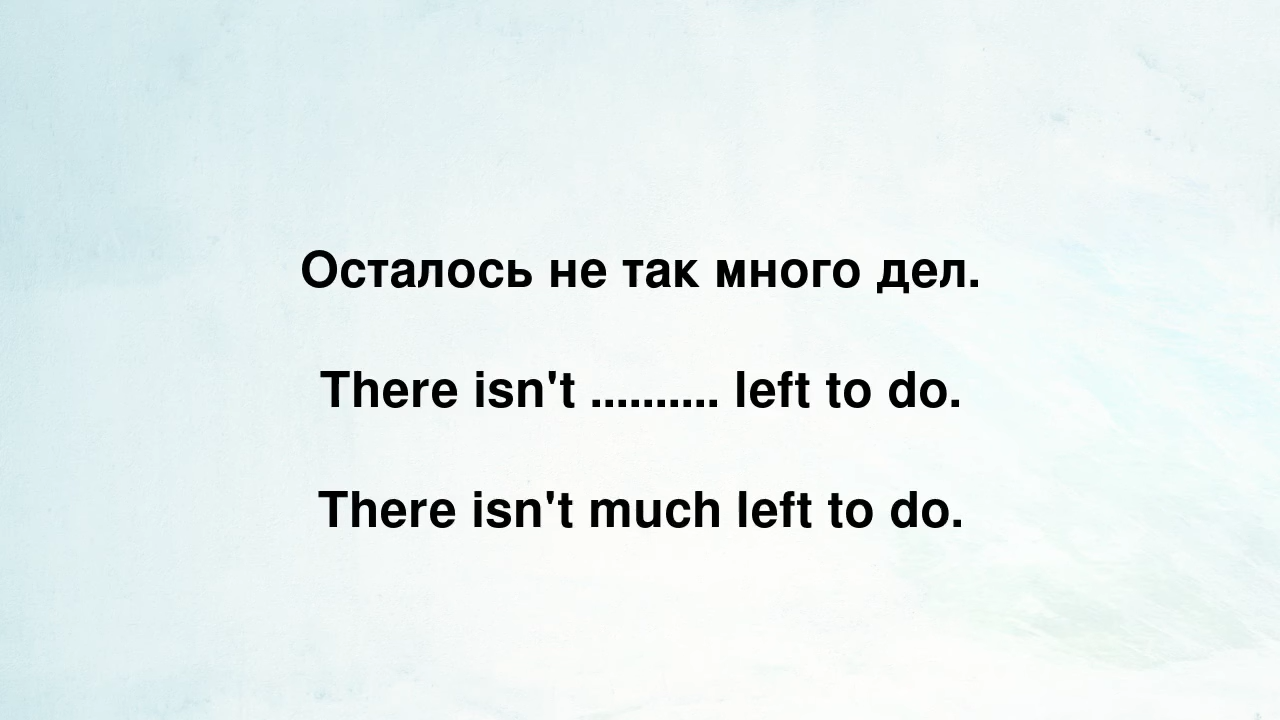 Осталось не так много дел.
There isn't .......... left to do.
There isn't much left to do.